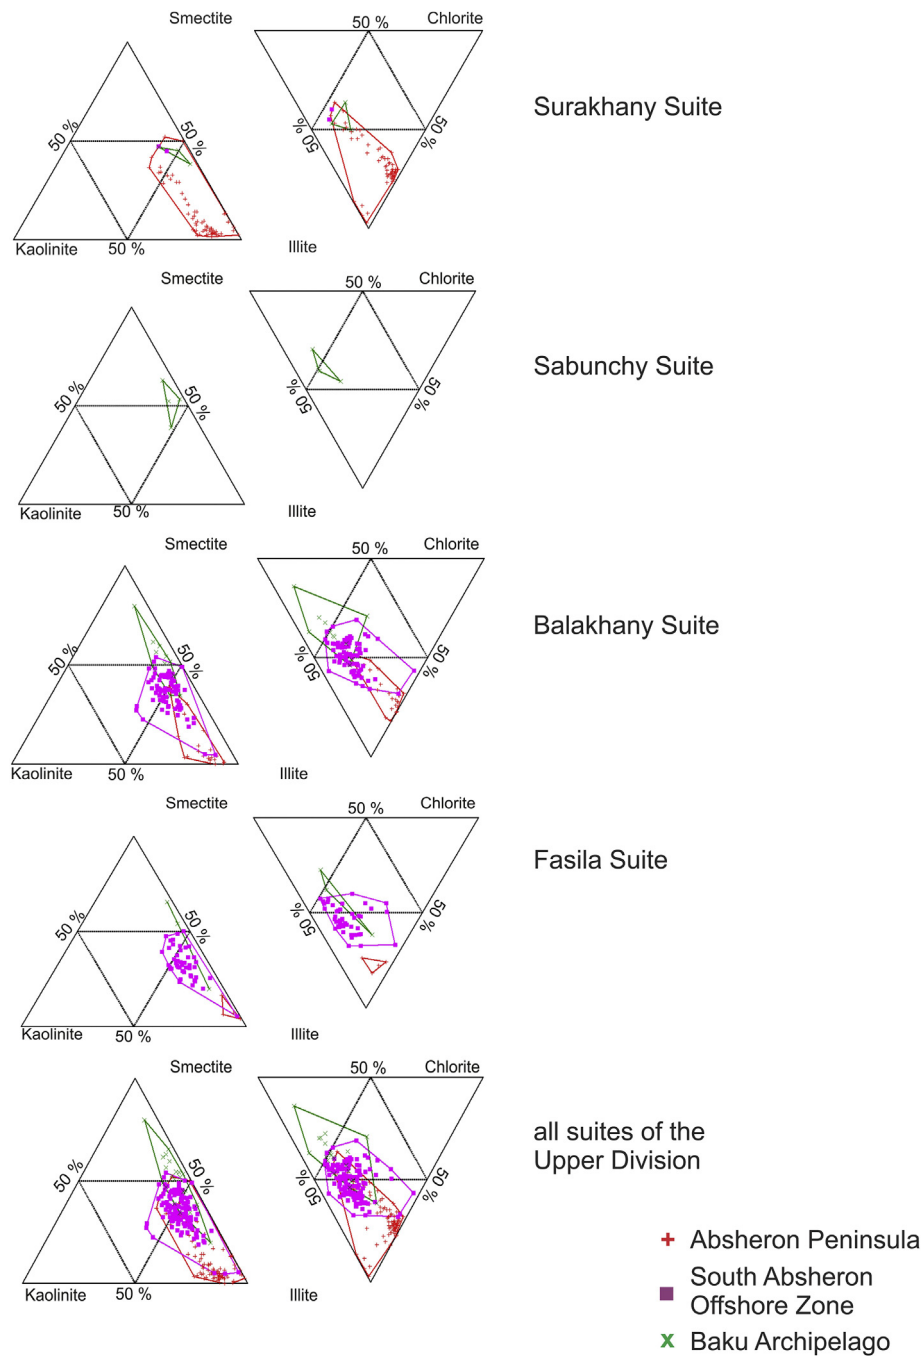 Smectite
50 %
Chlorite
50 %
50 %
50 %
50 %
Kaolinite
50 %
Illite
Surakhany Suite
Smectite
50 %
Chlorite
50 %
50 %
50 %
50 %
Kaolinite
50 %
Illite
Sabunchy Suite
Smectite
50 %
Chlorite
50 %
50 %
50 %
50 %
Kaolinite
50 %
Illite
Balakhany Suite
Smectite
50 %
Chlorite
50 %
50 %
50 %
50 %
Kaolinite
50 %
Illite
Fasila Suite
Smectite
50 %
Chlorite
50 %
50 %
50 %
50 %
Kaolinite
50 %
Illite
all suites of the
Upper Division
Absheron Peninsula
South Absheron
Offshore Zone
Baku Archipelago